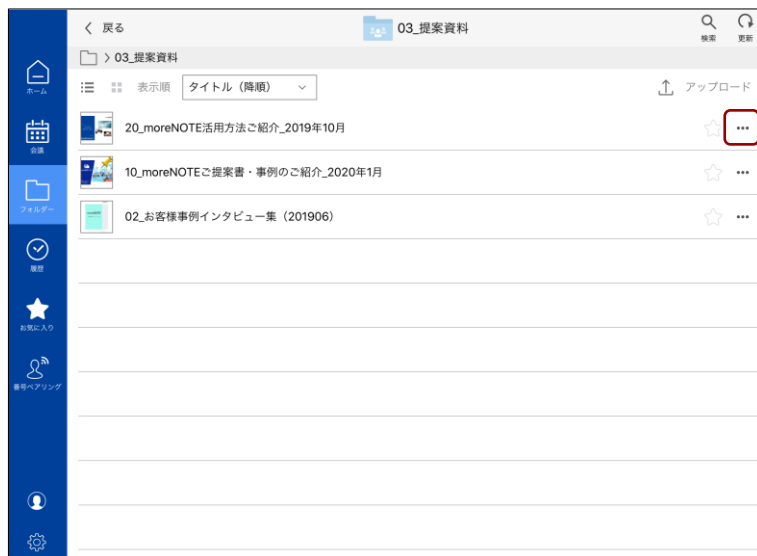 戻る
03_提案資料
検索
更新
> 03_提案資料
表示順
タイトル（降順）
アップロード
20_moreNOTE活用方法ご紹介_2019年10月
10_moreNOTEご提案書・事例のご紹介_2020年1月
02_お客様事例インタビュー集（201906）
ホーム
会議
フォルダー
履歴
お気に入り
番号ペアリング